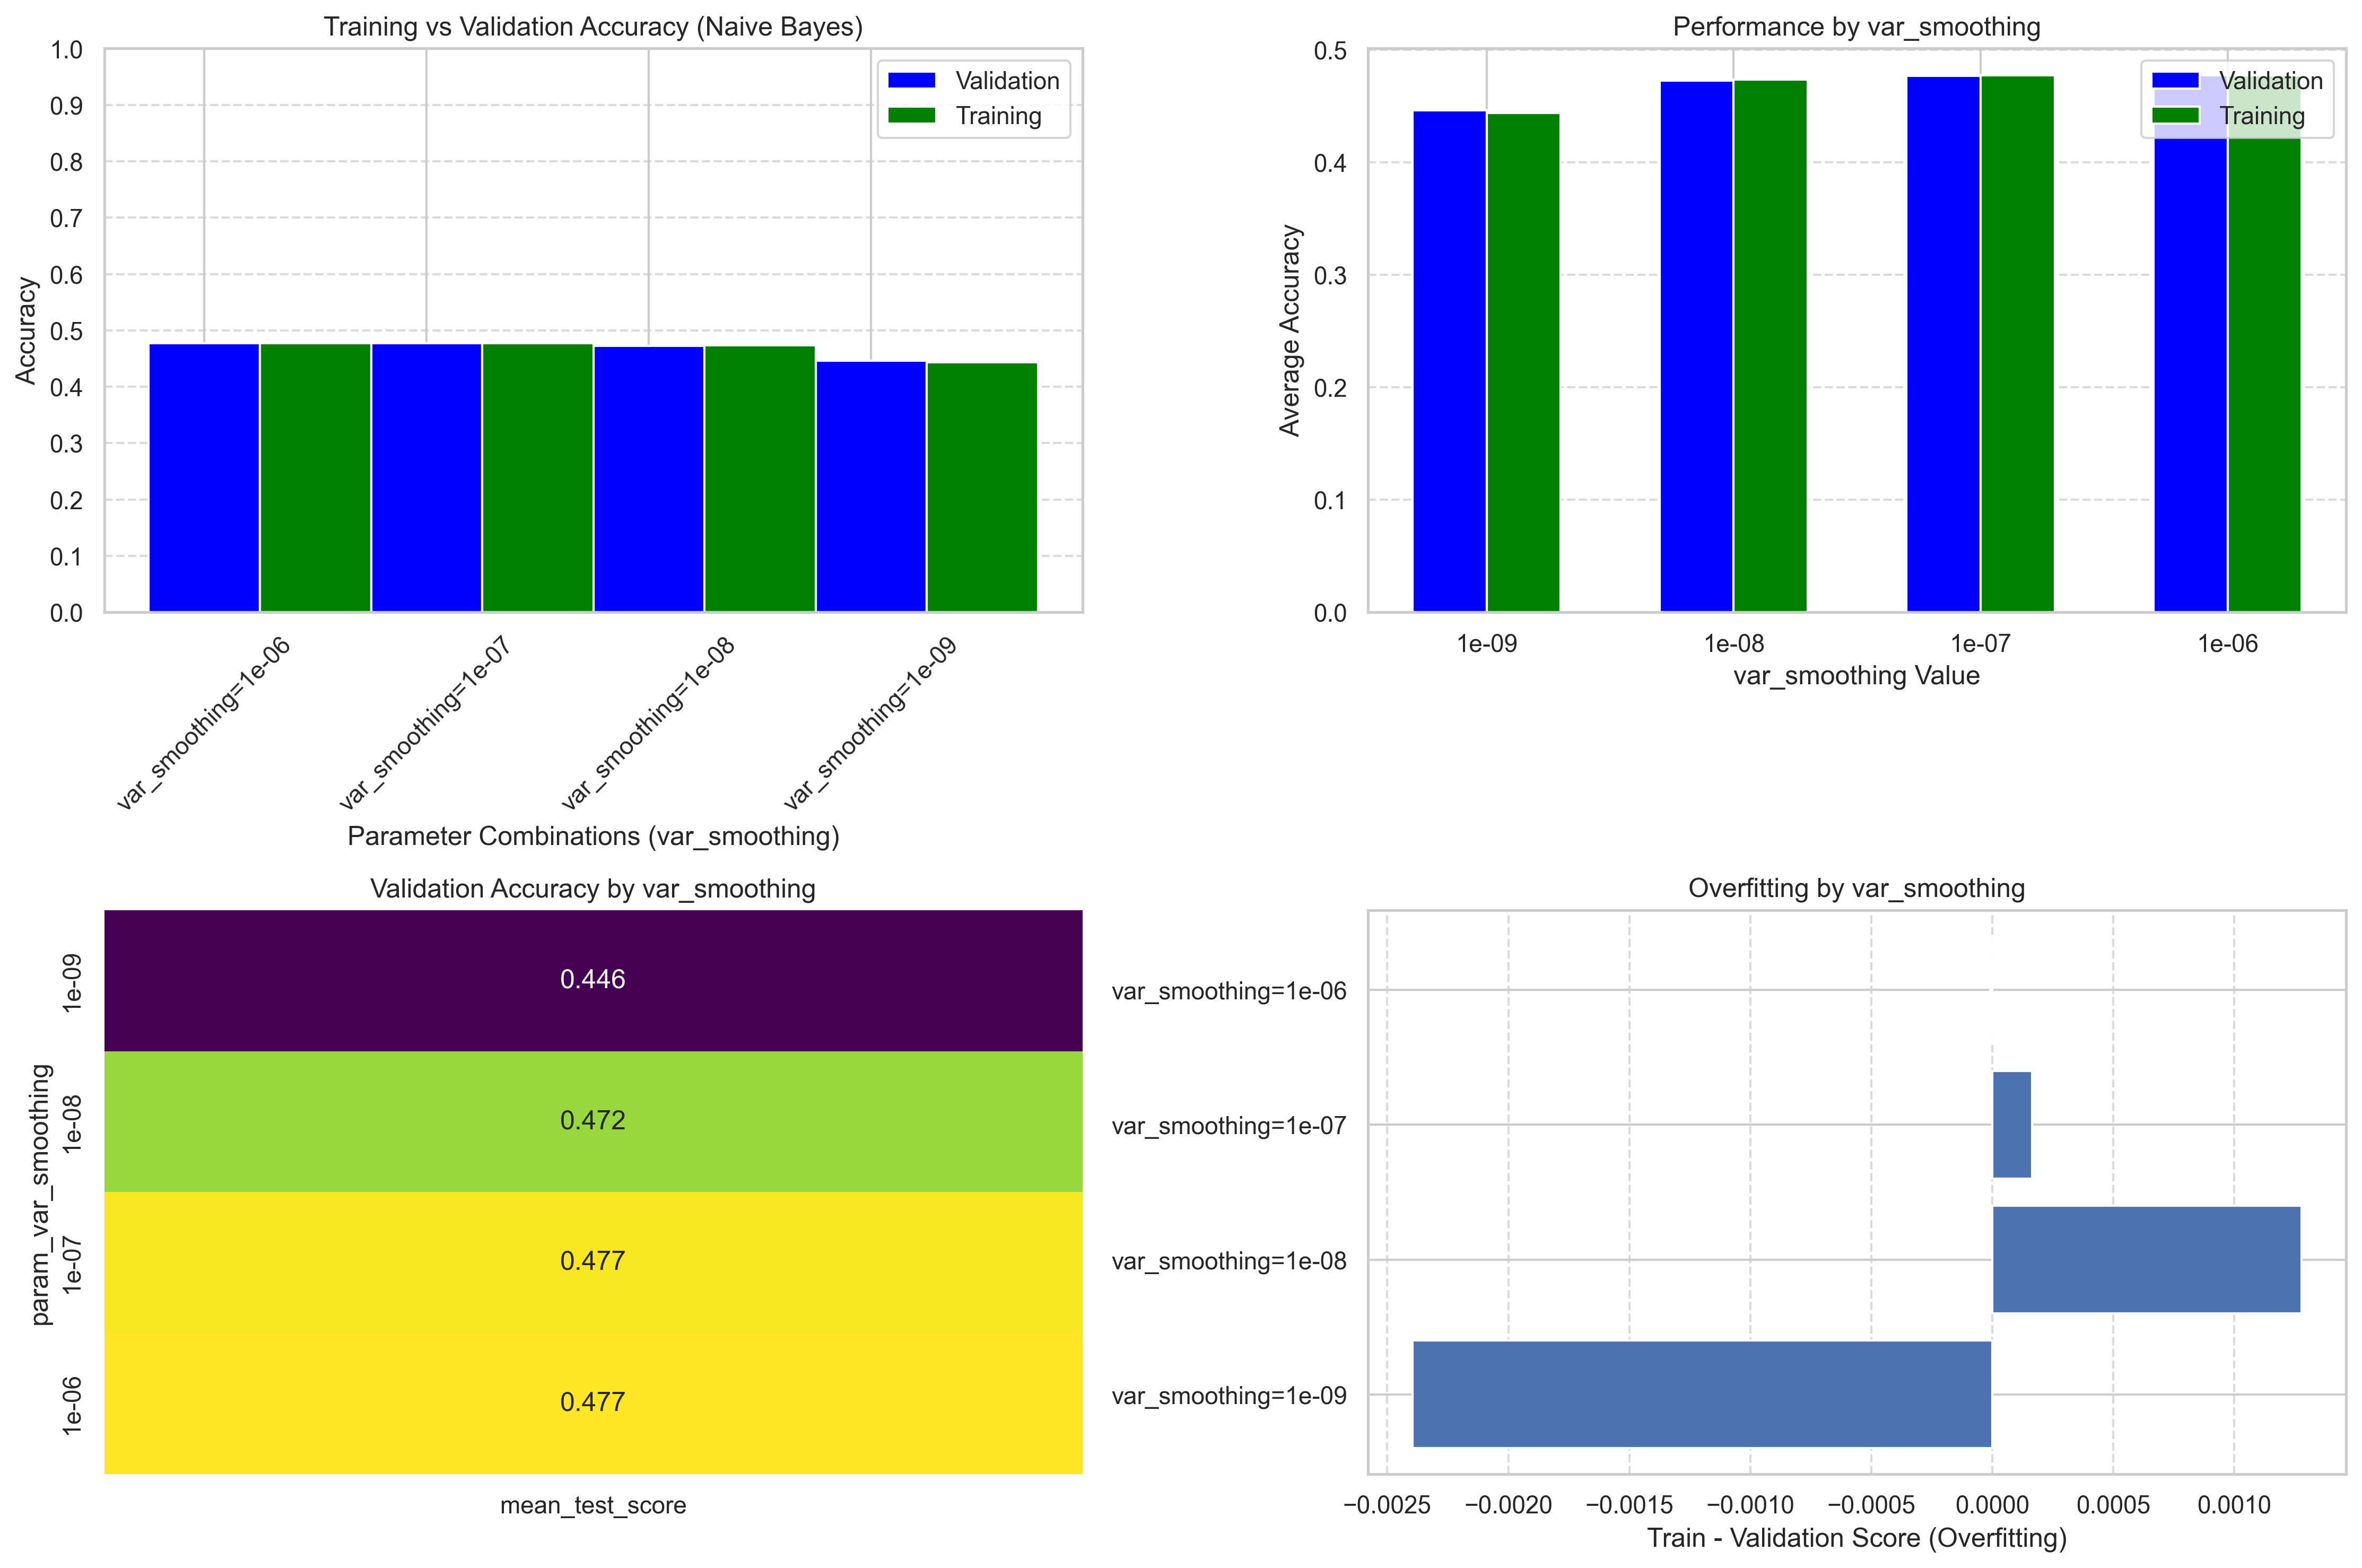 Training vs Validation Accuracy (Naive Bayes)
1.0
0.9
0.8
0.7
0.6
0.5
0.4
0.3
0.2
0.1
0.0
Accuracy
Validation
Training
var_smoothing=1e-06
var_smoothing=1e-07
var_smoothing=1e-08
var_smoothing=1e-09
Parameter Combinations (var_smoothing)
Performance by var_smoothing
0.5
0.4
0.3
0.2
0.1
0.0
Average Accuracy
Validation
Training
1e-09
1e-08
1e-07
1e-06
var_smoothing Value
Validation Accuracy by var_smoothing
param_var_smoothing
1e-09
0.446
1e-08
0.472
1e-07
0.477
1e-06
0.477
mean_test_score
Overfitting by var_smoothing
var_smoothing=1e-06
var_smoothing=1e-07
var_smoothing=1e-08
var_smoothing=1e-09
−0.0025 −0.0020 −0.0015 −0.0010 −0.0005 0.0000 0.0005 0.0010
Train - Validation Score (Overfitting)